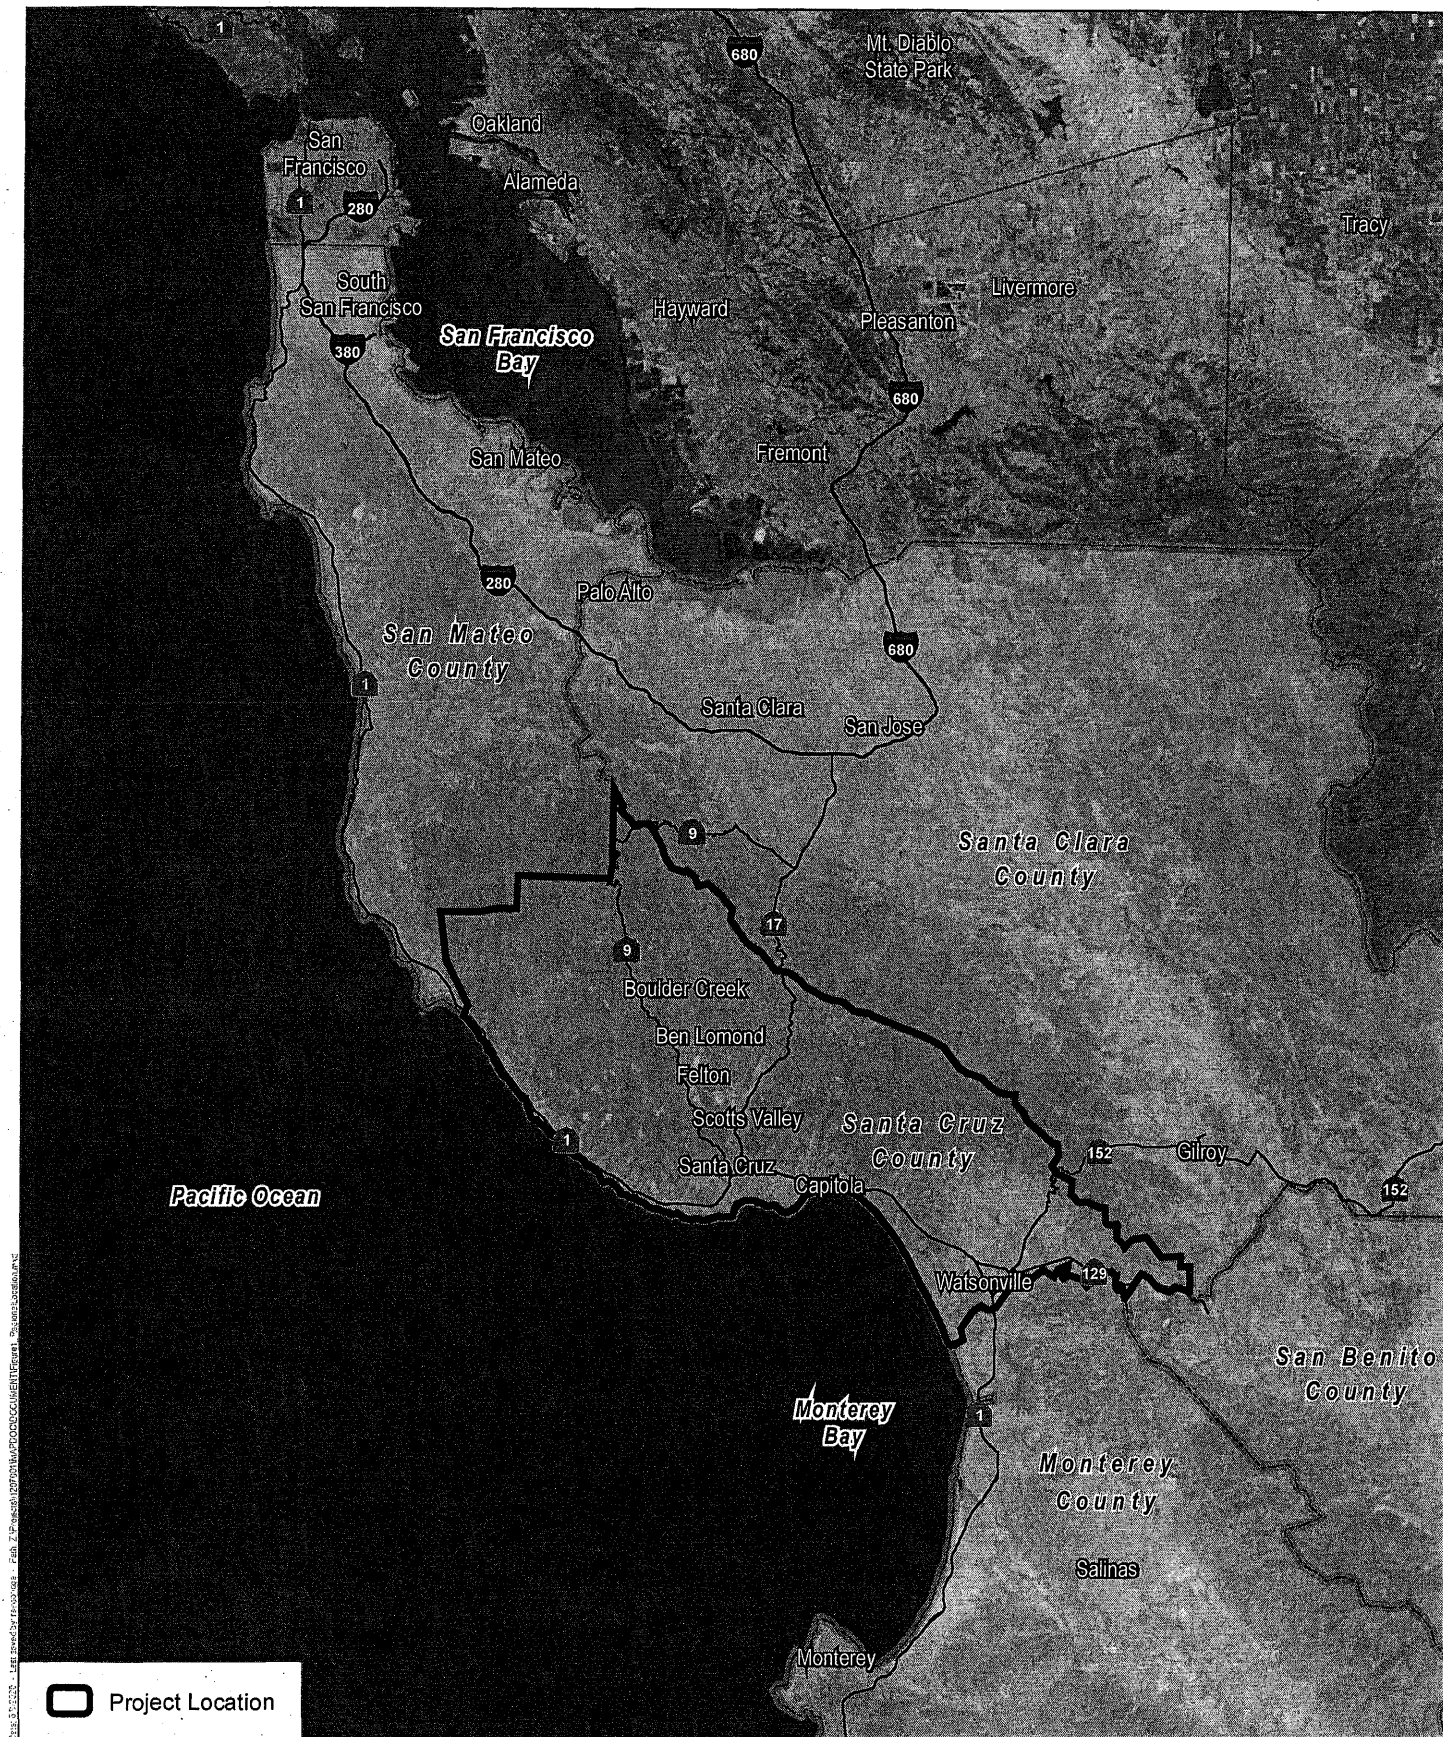 1
680
Mt. Diablo
State Park
Oakland
San
Francisco
Alameda
1
280
Tracy
South
San Francisco
Hayward
Livermore
Pleasanton
San Francisco
Bay
380
680
San Mateo
Fremont
280
Palo Alto
San Mateo
County
680
1
Santa Clara
San Jose
9
Santa Clara
County
17
9
Boulder Creek
Ben Lomond
Felton
Scotts Valley
Santa Cruz
County
1
152
Gilroy
Santa Cruz
Capitola
152
Pacific Ocean
Watsonville
129
San Benito
County
Monterey
Bay
1
Monterey
County
Salinas
Monterey
Project Location